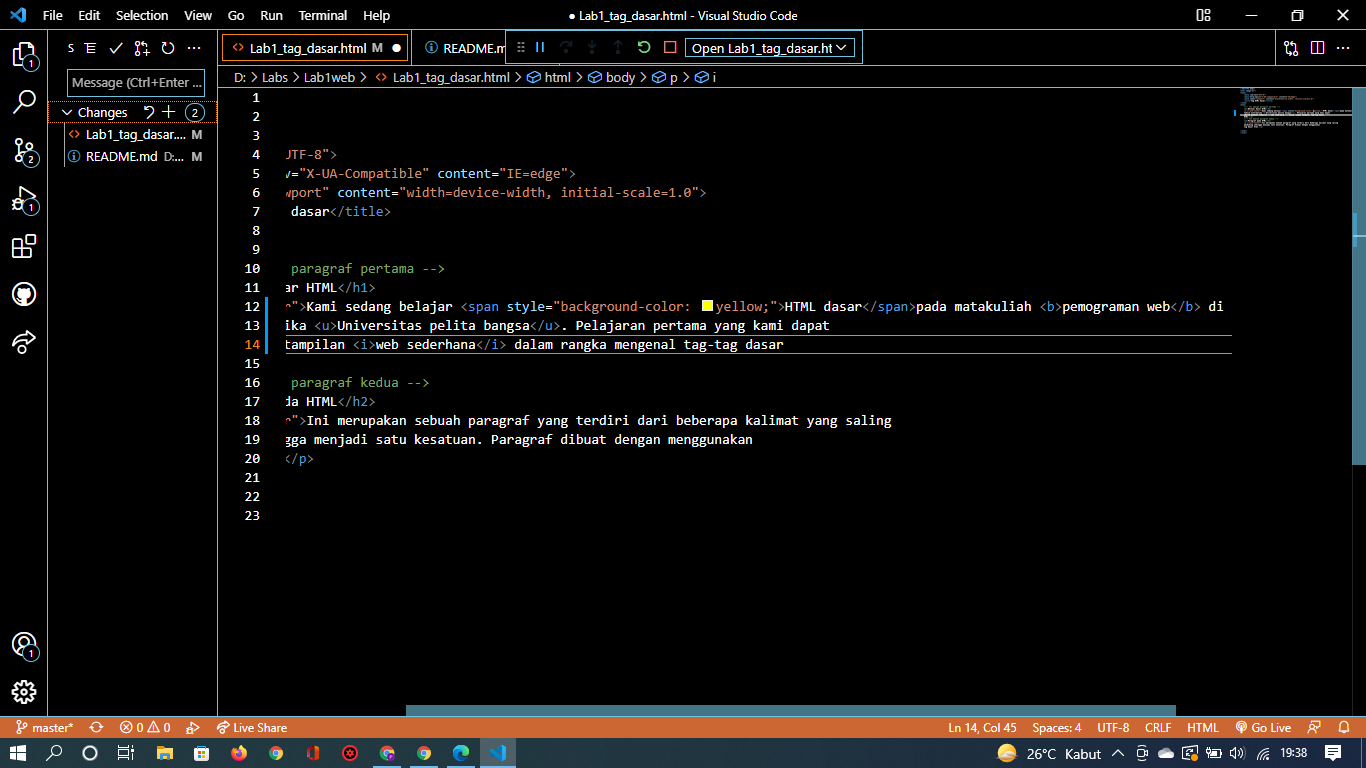 File Edit Selection View Go Run Terminal Help
● Lab1_tag_dasar.html - Visual Studio Code
S
Message (Ctrl+Enter ...
Changes 2
Lab1_tag_dasar.... M
README.md D:... M
Lab1_tag_dasar.html M
README.m
Open Lab1_tag_dasar.ht
D: > Labs > Lab1web > Lab1_tag_dasar.html > html > body > p > i
1
2
3
4 UTF-8">
5 v="X-UA-Compatible" content="IE=edge">
6 wport" content="width=device-width, initial-scale=1.0">
7 dasar</title>
8
9
10 paragraf pertama -->
11 ar HTML</h1>
12 r">Kami sedang belajar <span style="background-color: yellow;">HTML dasar</span>pada matakuliah <b>pemograman web</b> di
13 ika <u>Universitas pelita bangsa</u>. Pelajaran pertama yang kami dapat
14 tampilan <i>web sederhana</i> dalam rangka mengenal tag-tag dasar
15
16 paragraf kedua -->
17 da HTML</h2>
18 r">Ini merupakan sebuah paragraf yang terdiri dari beberapa kalimat yang saling
19 gga menjadi satu kesatuan. Paragraf dibuat dengan menggunakan
20 </p>
21
22
23
1
2
1
1
master* 0 0 Live Share
Ln 14, Col 45 Spaces: 4 UTF-8 CRLF HTML Go Live
26°C Kabut 19:38